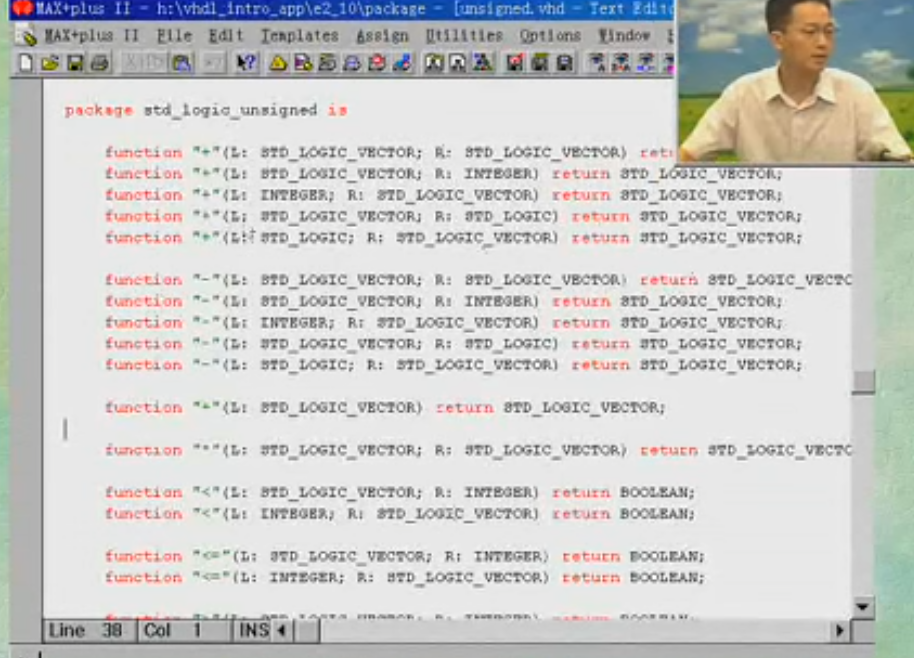 MAX+plus II - h:\vhdl_intro_app\e2_10\package - [unsigned.vhd - Text Edito
MAX+plus II File Edit Templates Assign Utilities Options Window
package std_logic_unsigned is
function "+"(L: STD_LOGIC_VECTOR; R: STD_LOGIC_VECTOR) retu
function "+"(L: STD_LOGIC_VECTOR; R: INTEGER) return STD_LOGIC_VECTOR;
function "+"(L: INTEGER; R: STD_LOGIC_VECTOR) return STD_LOGIC_VECTOR;
function "+"(L: STD_LOGIC_VECTOR; R: STD_LOGIC) return STD_LOGIC_VECTOR;
function "+"(L: STD_LOGIC; R: STD_LOGIC_VECTOR) return STD_LOGIC_VECTOR;
function "-"(L: STD_LOGIC_VECTOR; R: STD_LOGIC_VECTOR) return STD_LOGIC_VECTO
function "-"(L: STD_LOGIC_VECTOR; R: INTEGER) return STD_LOGIC_VECTOR;
function "-"(L: INTEGER; R: STD_LOGIC_VECTOR) return STD_LOGIC_VECTOR;
function "-"(L: STD_LOGIC_VECTOR; R: STD_LOGIC) return STD_LOGIC_VECTOR;
function "-"(L: STD_LOGIC; R: STD_LOGIC_VECTOR) return STD_LOGIC_VECTOR;
function "+"(L: STD_LOGIC_VECTOR) return STD_LOGIC_VECTOR;
function "*"(L: STD_LOGIC_VECTOR; R: STD_LOGIC_VECTOR) return STD_LOGIC_VECTO
function "<"(L: STD_LOGIC_VECTOR; R: INTEGER) return BOOLEAN;
function "<"(L: INTEGER; R: STD_LOGIC_VECTOR) return BOOLEAN;
function "<="(L: STD_LOGIC_VECTOR; R: INTEGER) return BOOLEAN;
function "<="(L: INTEGER; R: STD_LOGIC_VECTOR) return BOOLEAN;
Line 38 Col 1 INS